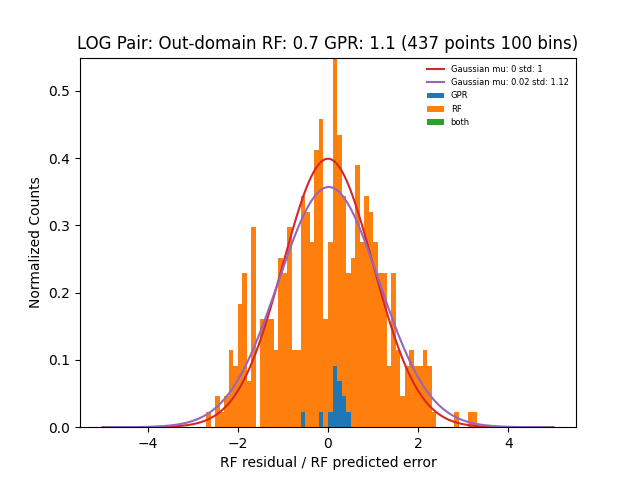 LOG Pair: Out-domain RF: 0.7 GPR: 1.1 (437 points 100 bins)
Gaussian mu: 0 std: 1
Gaussian mu: 0.02 std: 1.12
GPR
RF
both
Normalized Counts
0.5
0.4
0.3
0.2
0.1
0.0
−4
−2
0
2
4
RF residual / RF predicted error